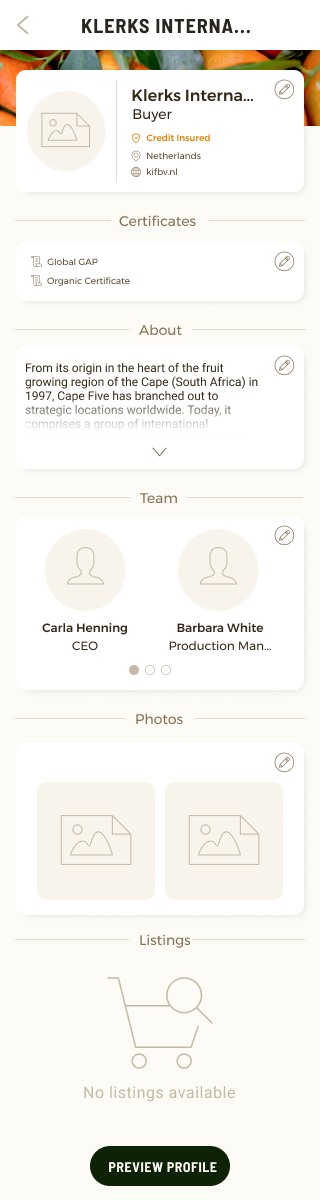 KLERKS INTERNA...
Klerks Interna...
Buyer
Credit Insured
Netherlands
kifbv.nl
Certificates
Global GAP
Organic Certificate
About
From its origin in the heart of the fruit
growing region of the Cape (South Africa) in
1997, Cape Five has branched out to
strategic locations worldwide. Today, it
comprises a group of international
Team
Carla Henning
CEO
Barbara White
Production Man...
Photos
Listings
No listings available
PREVIEW PROFILE